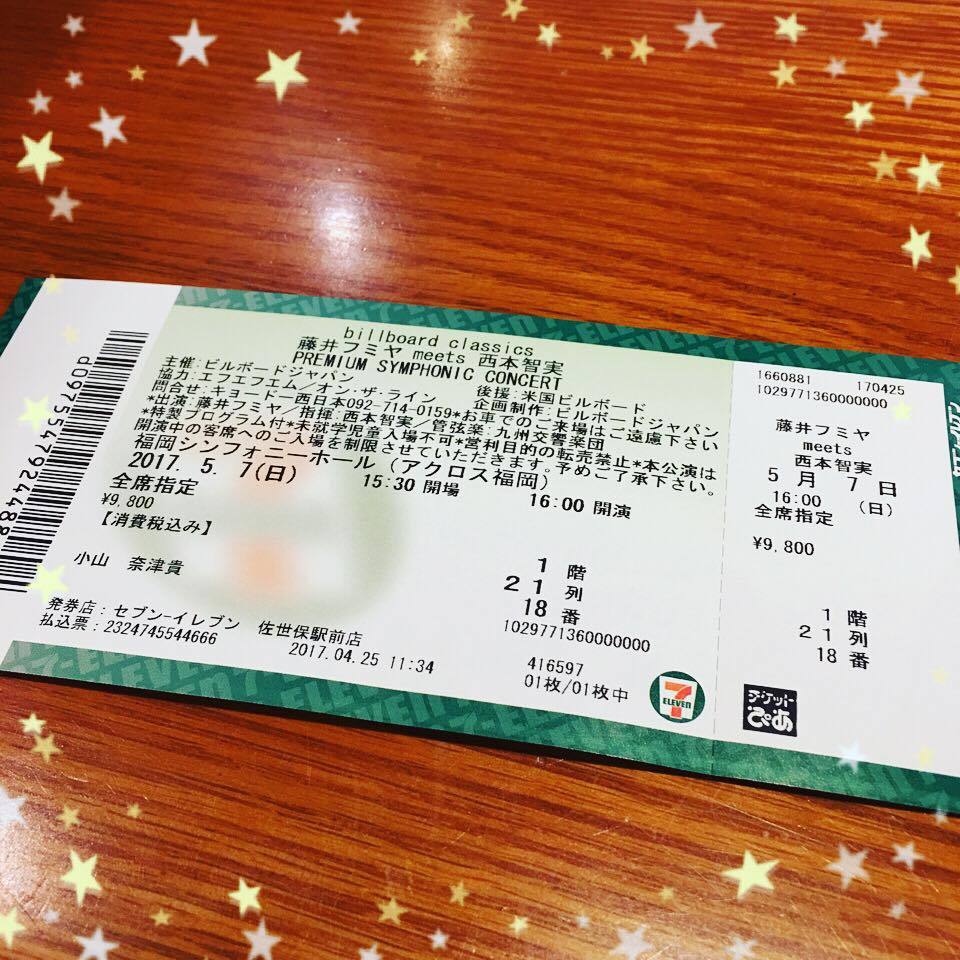 billboard classics
藤井フミヤ meets 西本智実
PREMIUM SYMPHONIC CONCERT
主催:ビルボードジャパン 後援:米国ビルボード
協力:エフエフエム/オン・ザ・ライン 企画制作:ビルボードジャパン
問合せ:キョードー西日本092-714-0159*お車でのご来場はご遠慮下さい
*出演:藤井フミヤ/指揮:西本智実/管弦楽:九州交響楽団
*特製プログラム付*未就学児童入場不可*営利目的の転売禁止*本公演は
開演中の客席へのご入場を制限させていただきます。予めご了承下さい。
福岡シンフォニーホール(アクロス福岡)
2017. 5. 7(日) 15:30 開場 16:00 開演
全席指定
¥9,800
【消費税込み】
1 階
21 列
18 番
小山 奈津貴
1029771360000000
発券店:セブン-イレブン 佐世保駅前店
払込票:2324745544666
2017.04.25 11:34
416597
01枚/01枚中
7
ELEVEN
d097554792448
1660881 170425
1029771360000000
藤井フミヤ
meets
西本智実
5 月 7 日
16:00 (日)
全席指定
¥9,800
1 階
21 列
18 番
チケット
ぴあ
7-ELEVEN